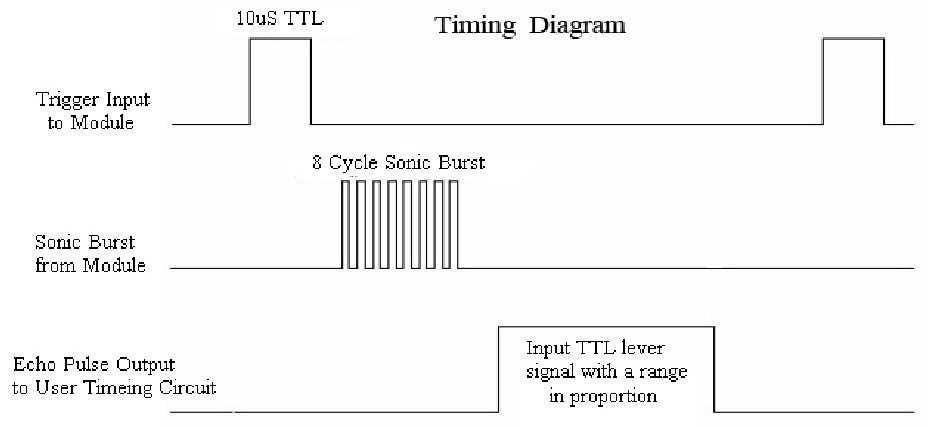 10uS TTL
Timing Diagram
Trigger Input
to Module
8 Cycle Sonic Burst
Sonic Burst
from Module
Echo Pulse Output
to User Timeing Circuit
Input TTL lever
signal with a range
in proportion